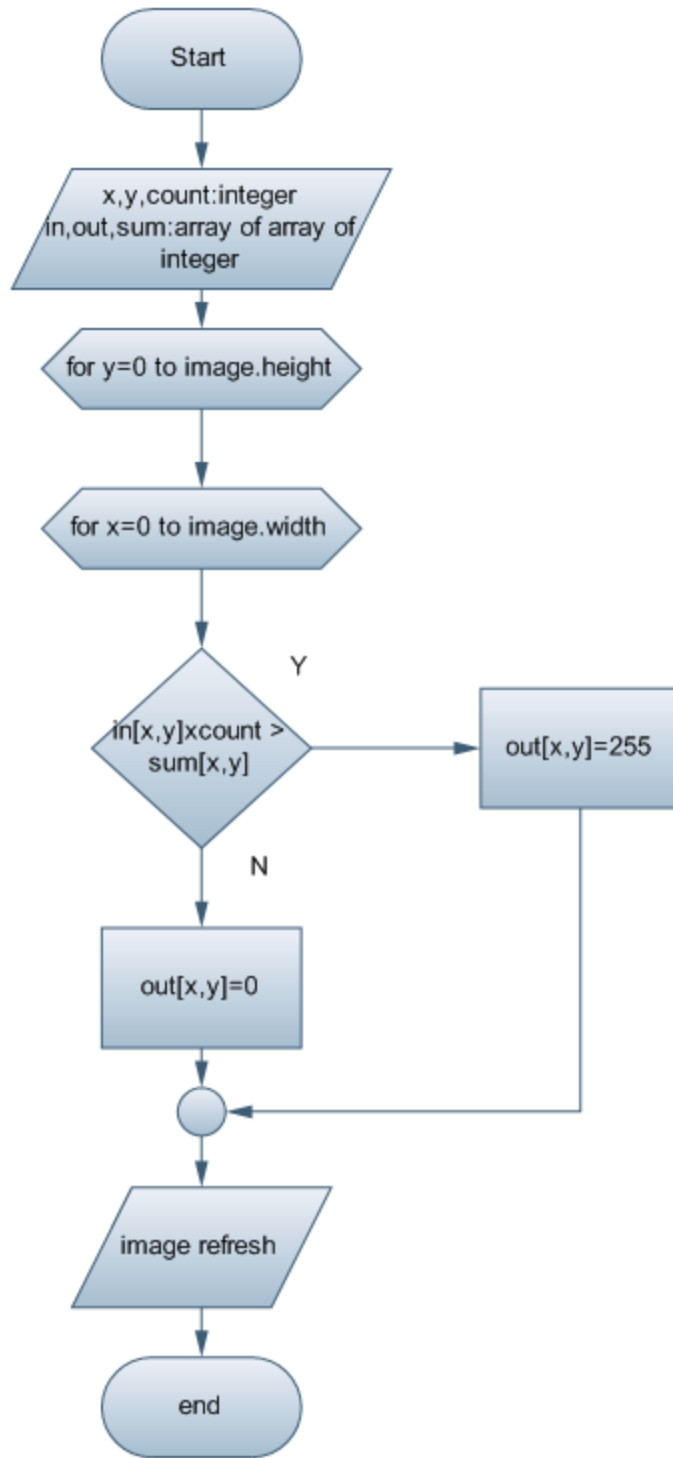 Start
x,y,count:integer
in,out,sum:array of array of
integer
for y=0 to image.height
for x=0 to image.width
Y
in[x,y]xcount >
sum[x,y]
out[x,y]=255
N
out[x,y]=0
image refresh
end